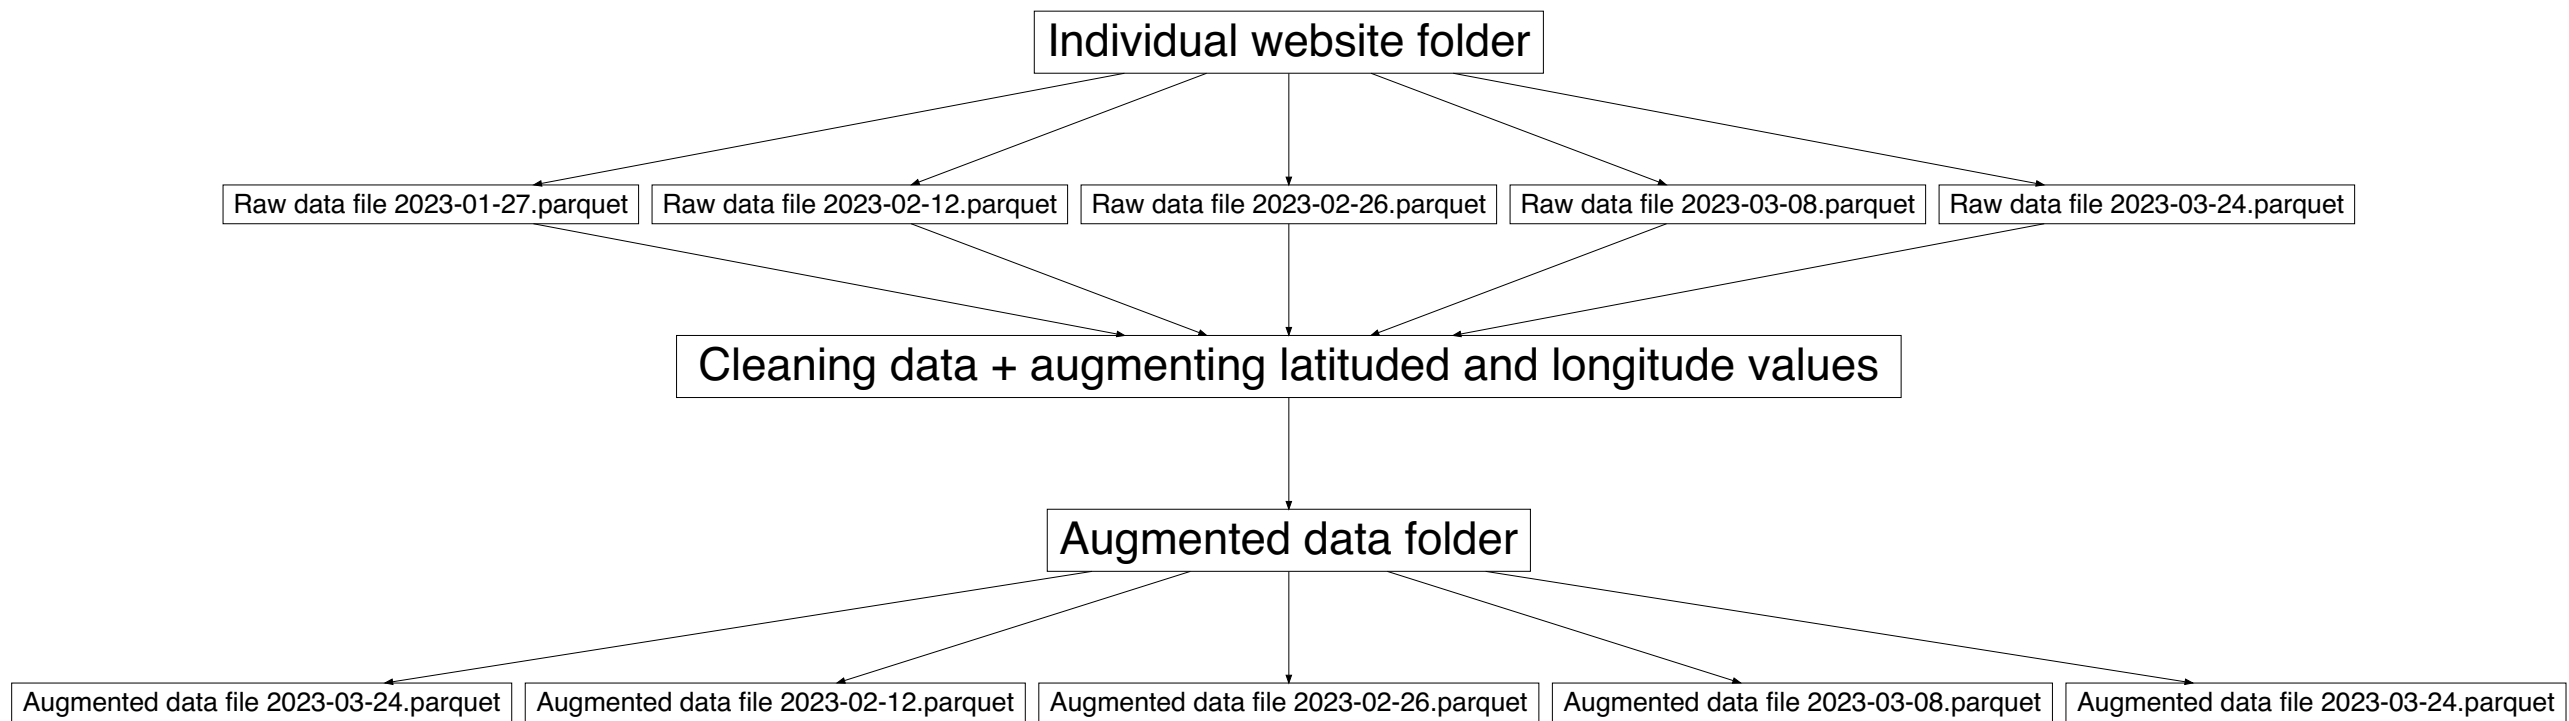 Individual website folder
Raw data file 2023-01-27.parquet
Raw data file 2023-02-12.parquet
Raw data file 2023-02-26.parquet
Raw data file 2023-03-08.parquet
Raw data file 2023-03-24.parquet
Cleaning data + augmenting latituded and longitude values
Augmented data folder
Augmented data file 2023-03-24.parquet
Augmented data file 2023-02-12.parquet
Augmented data file 2023-02-26.parquet
Augmented data file 2023-03-08.parquet
Augmented data file 2023-03-24.parquet